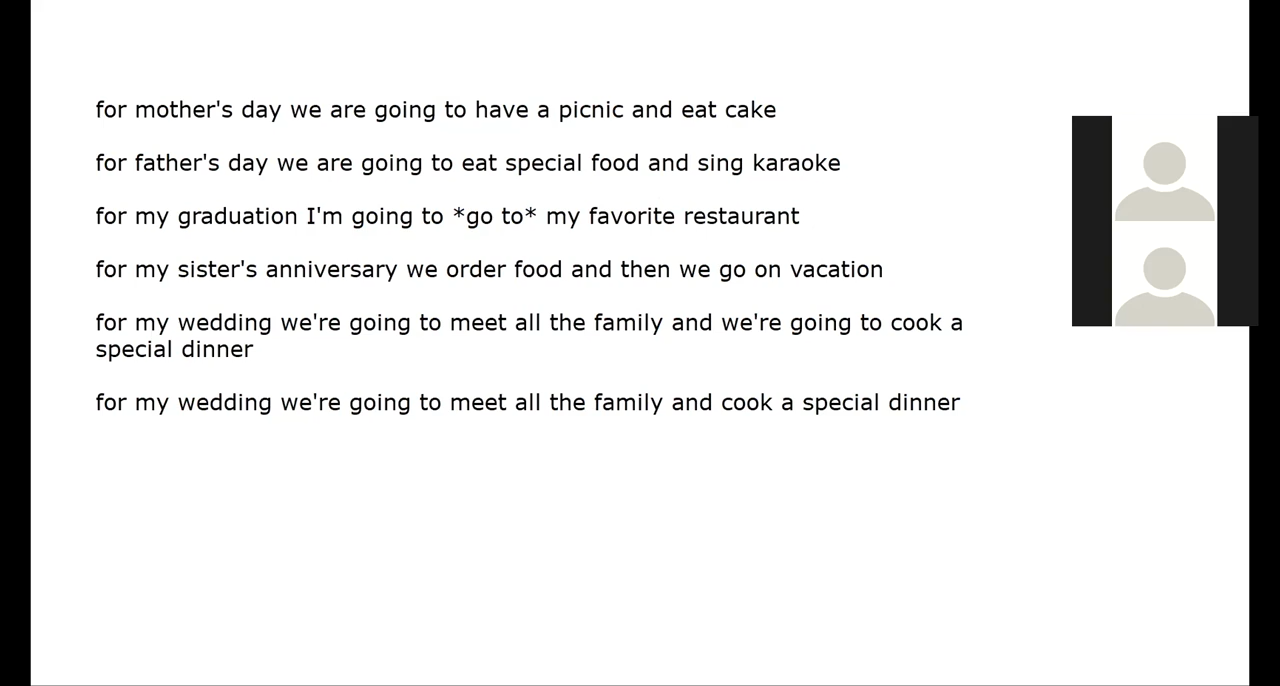 for mother's day we are going to have a picnic and eat cake
for father's day we are going to eat special food and sing karaoke
for my graduation I'm going to *go to* my favorite restaurant
for my sister's anniversary we order food and then we go on vacation
for my wedding we're going to meet all the family and we're going to cook a
special dinner
for my wedding we're going to meet all the family and cook a special dinner